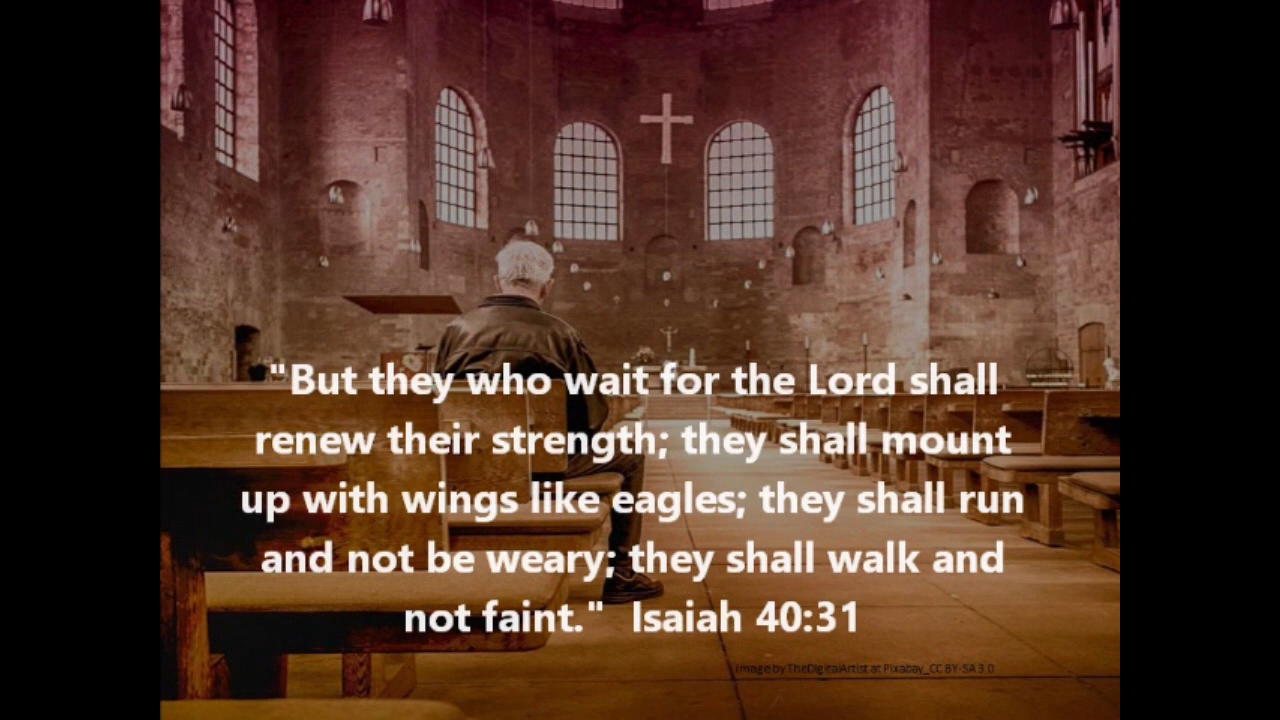 "But they who wait for the Lord shall
renew their strength; they shall mount
up with wings like eagles; they shall run
and not be weary; they shall walk and
not faint."  Isaiah 40:31
Image by TheDigitalArtist at Pixabay_CC BY-SA 3.0